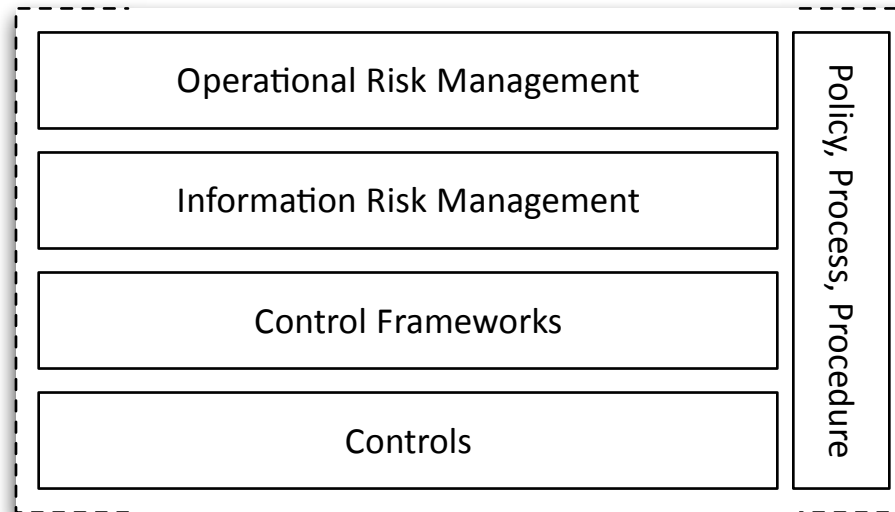 Operational Risk Management
Information Risk Management
Control Frameworks
Controls
Policy, Process, Procedure